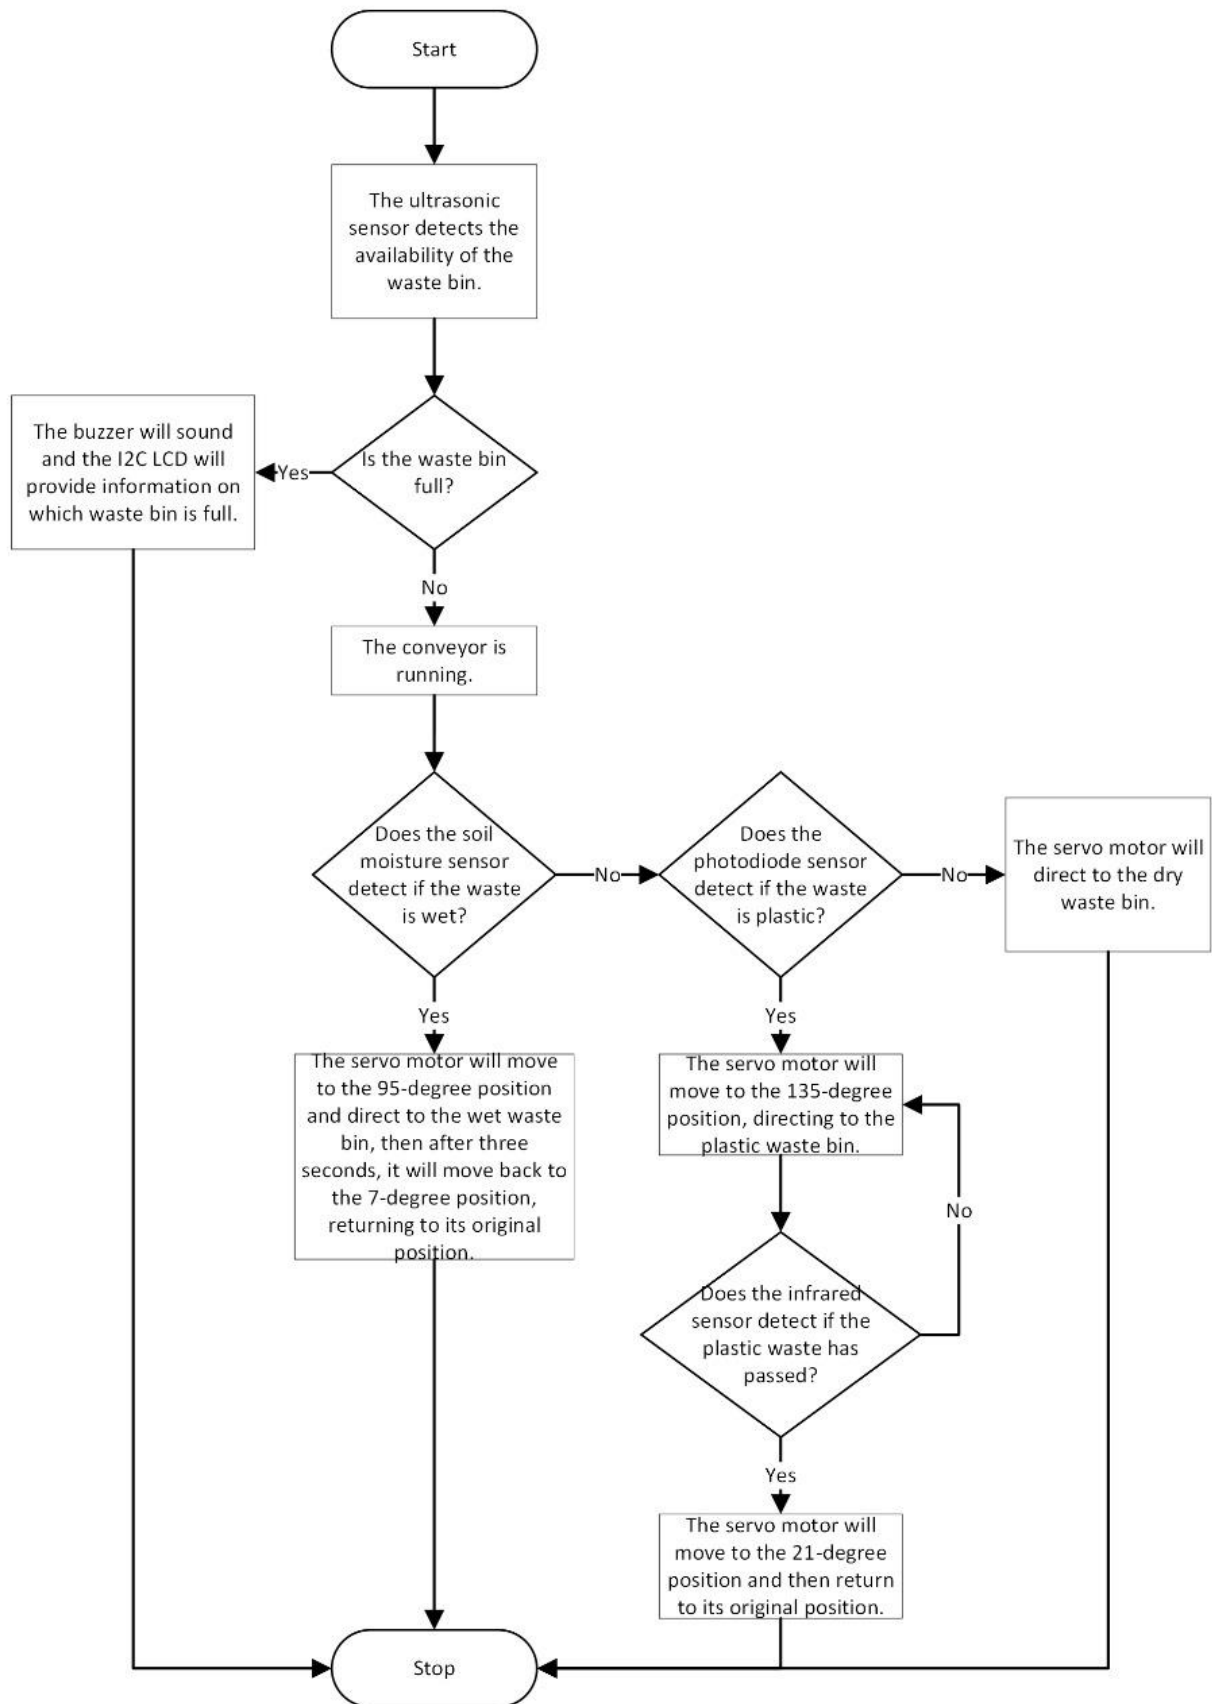 Start
The ultrasonic
sensor detects the
availability of the
waste bin.
The buzzer will sound
and the I2C LCD will
provide information on
which waste bin is full.
Yes
Is the waste bin
full?
No
The conveyor is
running.
Does the soil
moisture sensor
detect if the waste
is wet?
No
Does the
photodiode sensor
detect if the waste
is plastic?
No
The servo motor will
direct to the dry
waste bin.
Yes
Yes
The servo motor will move
to the 95-degree position
and direct to the wet waste
bin, then after three
seconds, it will move back to
the 7-degree position,
returning to its original
position.
The servo motor will
move to the 135-degree
position, directing to the
plastic waste bin.
No
Does the infrared
sensor detect if the
plastic waste has
passed?
Yes
The servo motor will
move to the 21-degree
position and then return
to its original position.
Stop